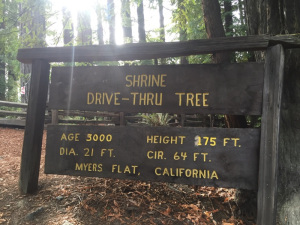 SHRINE
DRIVE-THRU TREE
AGE 3000 HEIGHT 275 FT.
DIA. 21 FT. CIR. 64 FT.
MYERS FLAT, CALIFORNIA